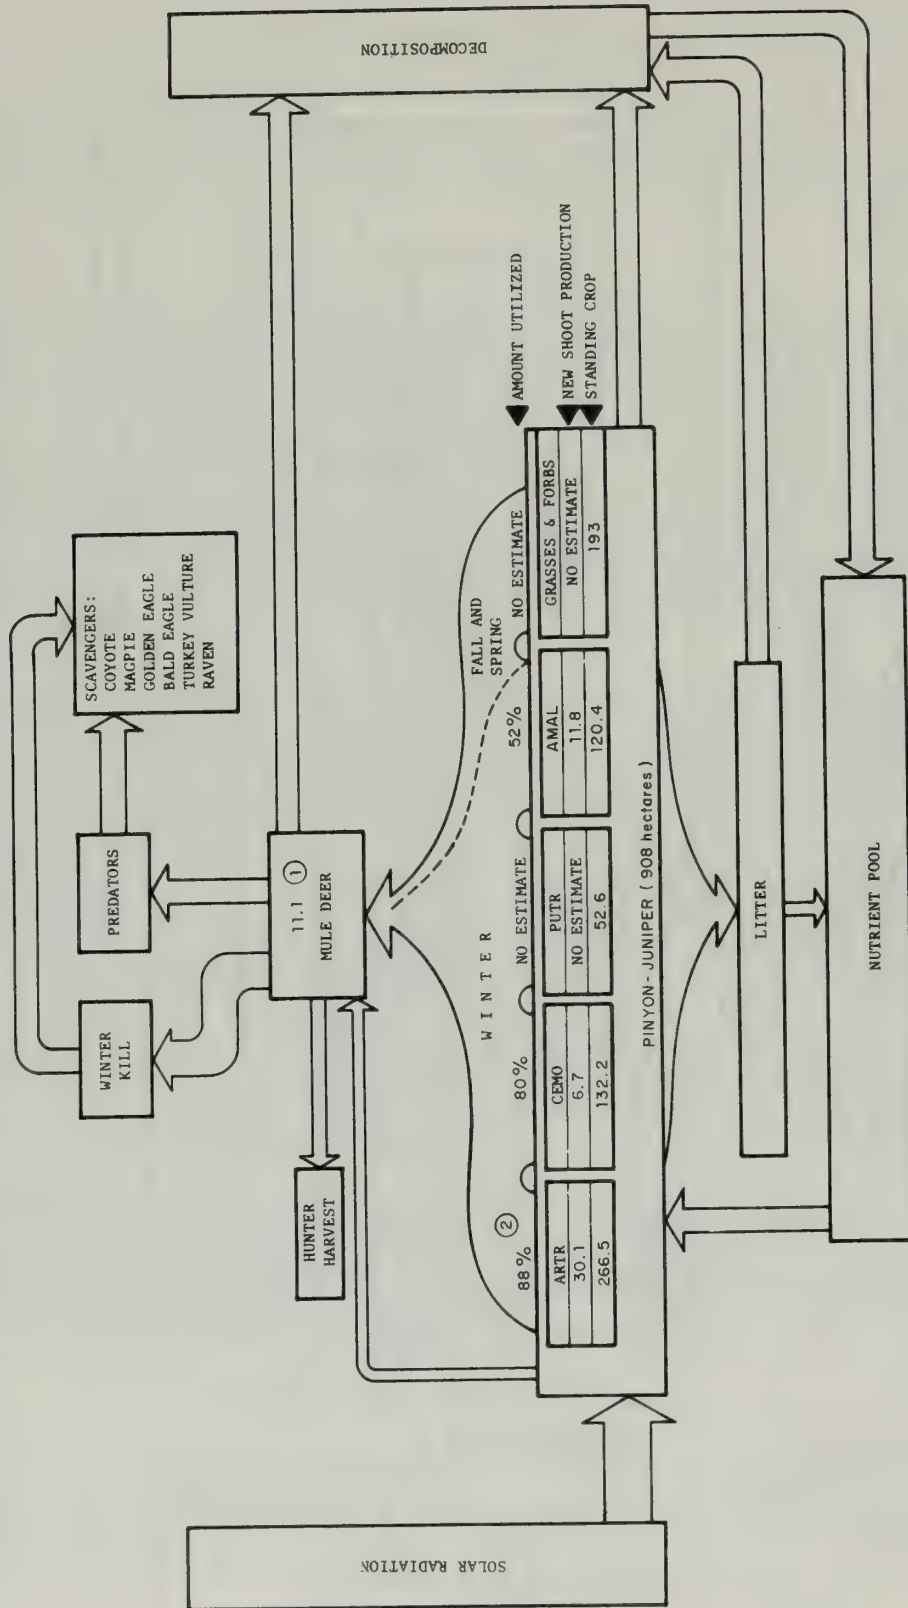 SCAVENGERS:
COYOTE
MAGPIE
GOLDEN EAGLE
BALD EAGLE
TURKEY VULTURE
RAVEN
WINTER
KILL
PREDATORS
HUNTER
HARVEST
11.1 ①
MULE DEER
DECOMPOSITION
SOLAR RADIATION
WINTER
FALL AND
SPRING
88% ②
80%
NO ESTIMATE
52%
NO ESTIMATE
AMOUNT UTILIZED
NEW SHOOT PRODUCTION
STANDING CROP
ARTR
30.1
266.5
CEMO
6.7
132.2
PUTR
NO ESTIMATE
52.6
AMAL
11.8
120.4
GRASSES & FORBS
NO ESTIMATE
193
PINYON-JUNIPER (908 hectares)
LITTER
NUTRIENT POOL